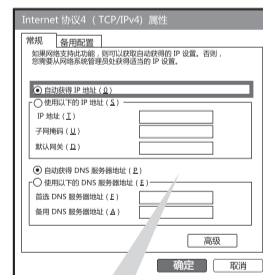 Internet 协议4 （TCP/IPv4）属性
常规 备用配置
如果网络支持此功能，则可以获取自动获得的 IP 设置。否则，
您需要从网络系统管理员处获得适当的 IP 设置。
自动获得 IP 地址（O）
使用以下的 IP 地址（S）
IP 地址（I）
子网掩码（U）
默认网关（D）
自动获得 DNS 服务器地址（P）
使用以下的 DNS 服务器地址（E）
首选 DNS 服务器地址（F）
备用 DNS 服务器地址（A）
高级
确定 取消